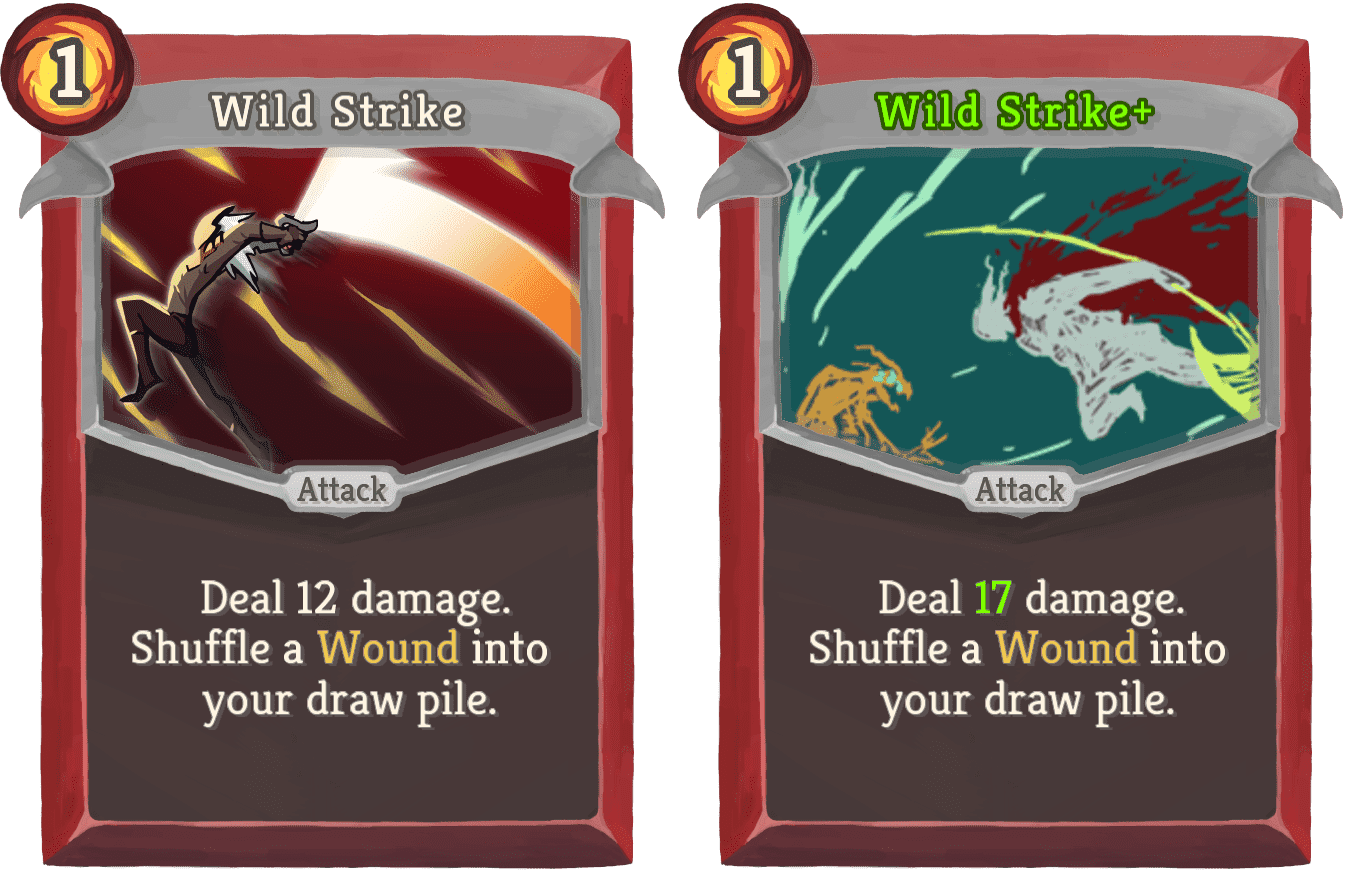 1
Wild Strike
Attack
Deal 12 damage.
Shuffle a Wound into
your draw pile.
1
Wild Strike+
Attack
Deal 17 damage.
Shuffle a Wound into
your draw pile.